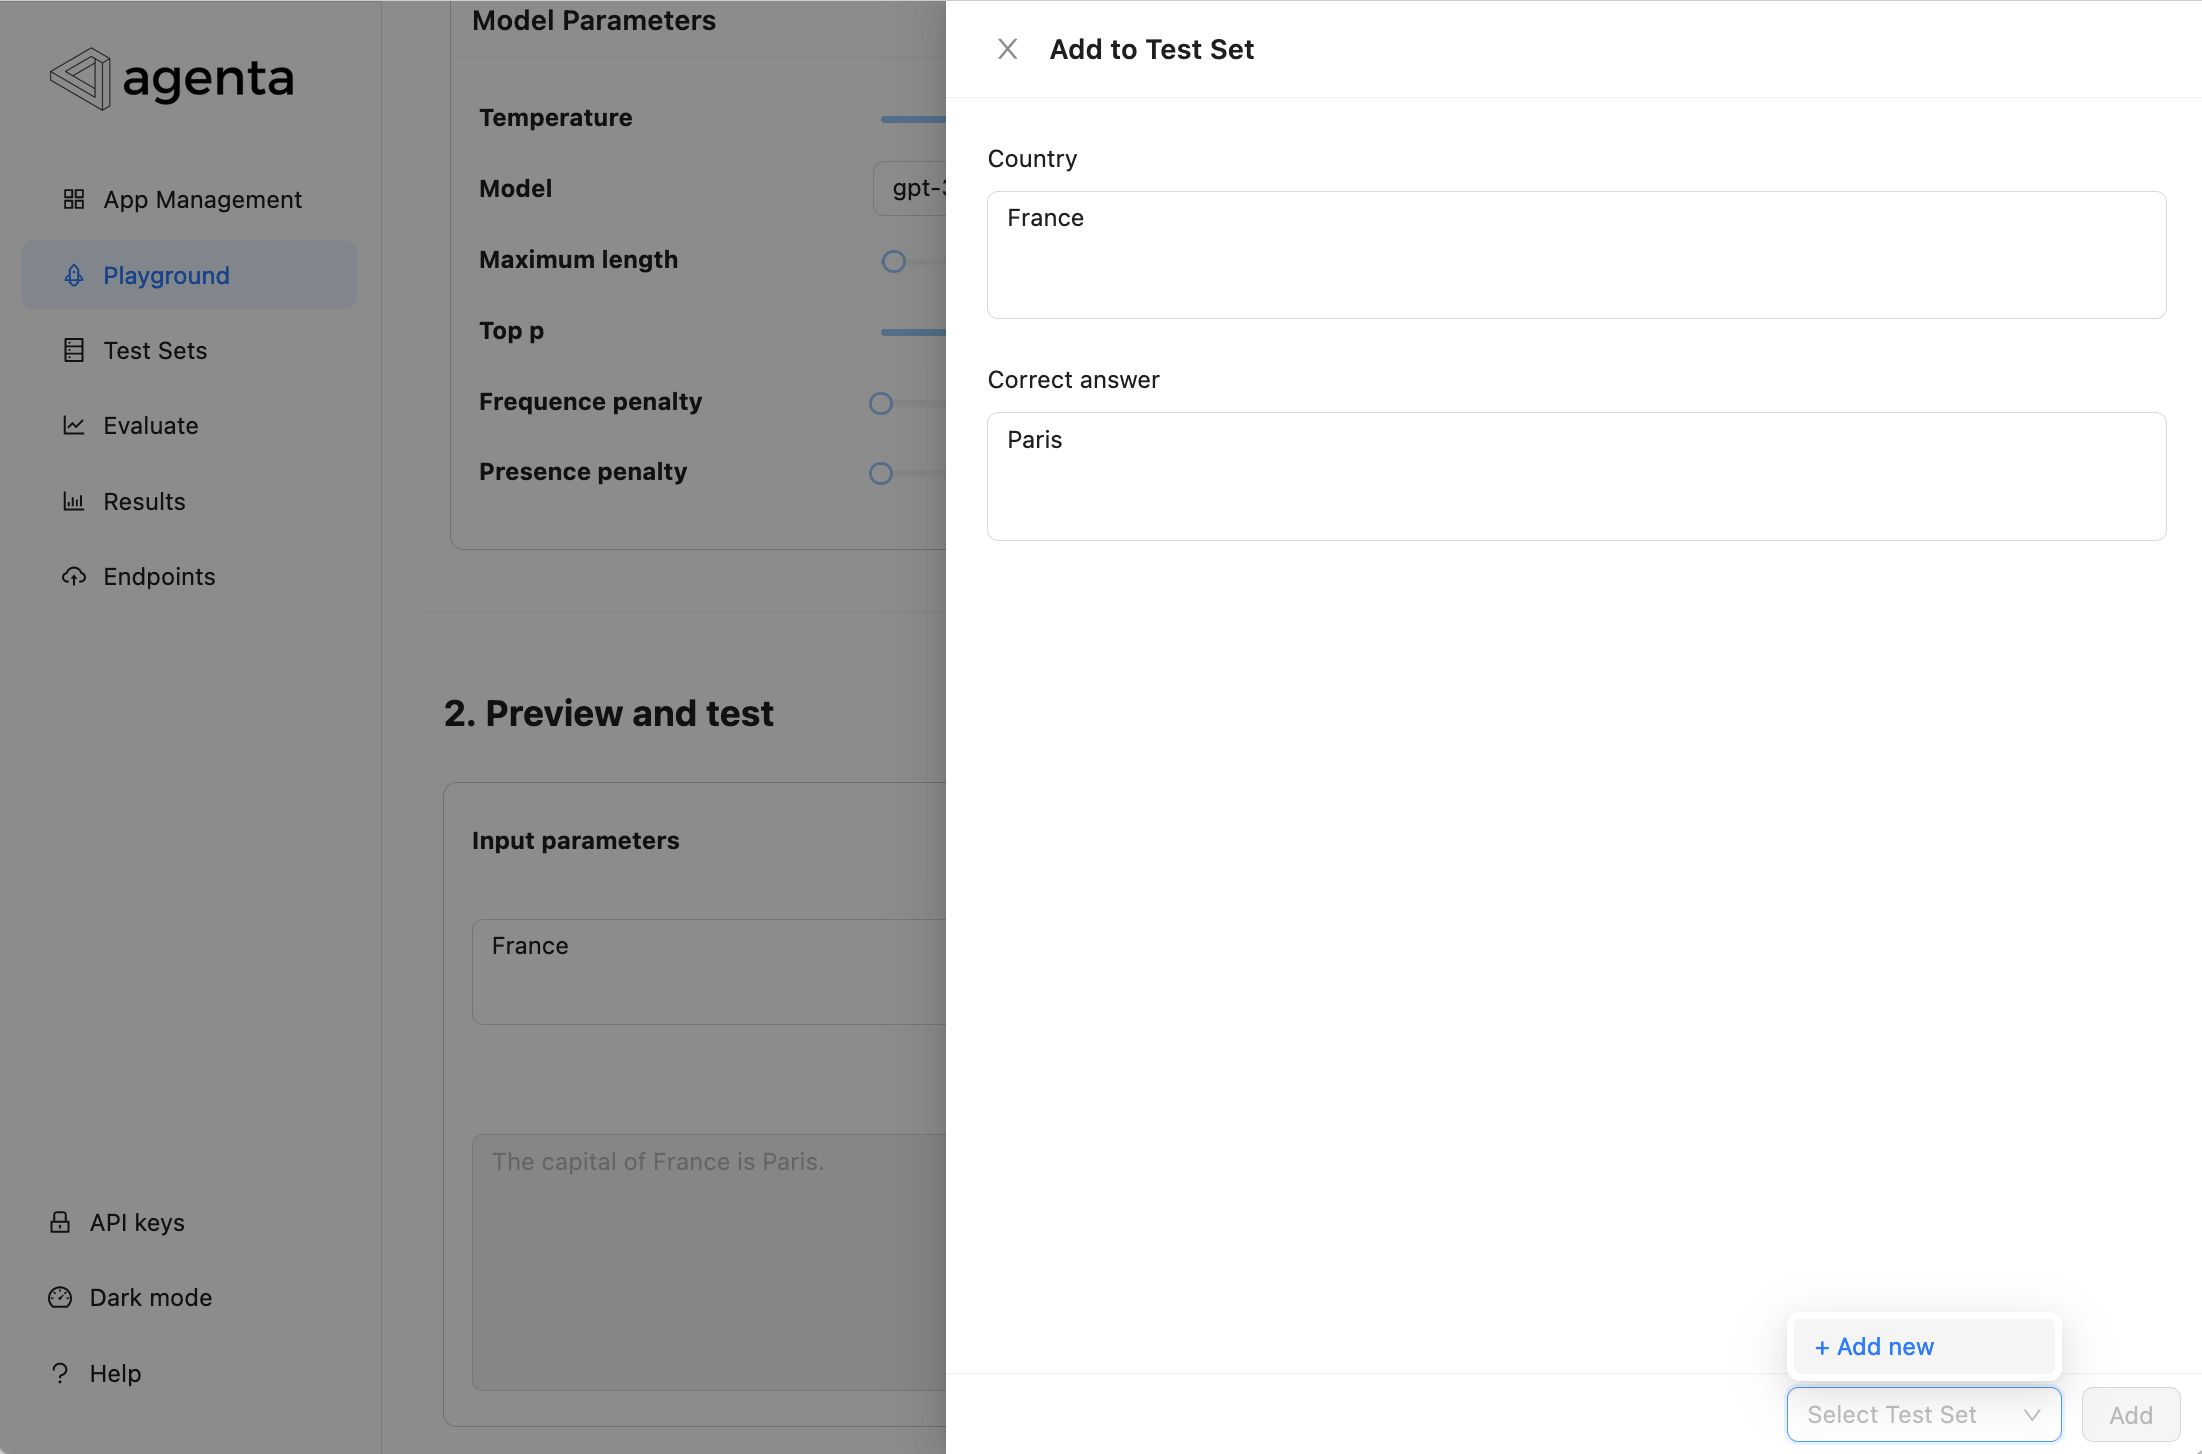 agenta
App Management
Playground
Test Sets
Evaluate
Results
Endpoints
API keys
Dark mode
Help
Model Parameters
Temperature
Model
gpt-3
Maximum length
Top p
Frequence penalty
Presence penalty
2. Preview and test
Input parameters
France
The capital of France is Paris.
Add to Test Set
Country
France
Correct answer
Paris
+ Add new
Select Test Set
Add